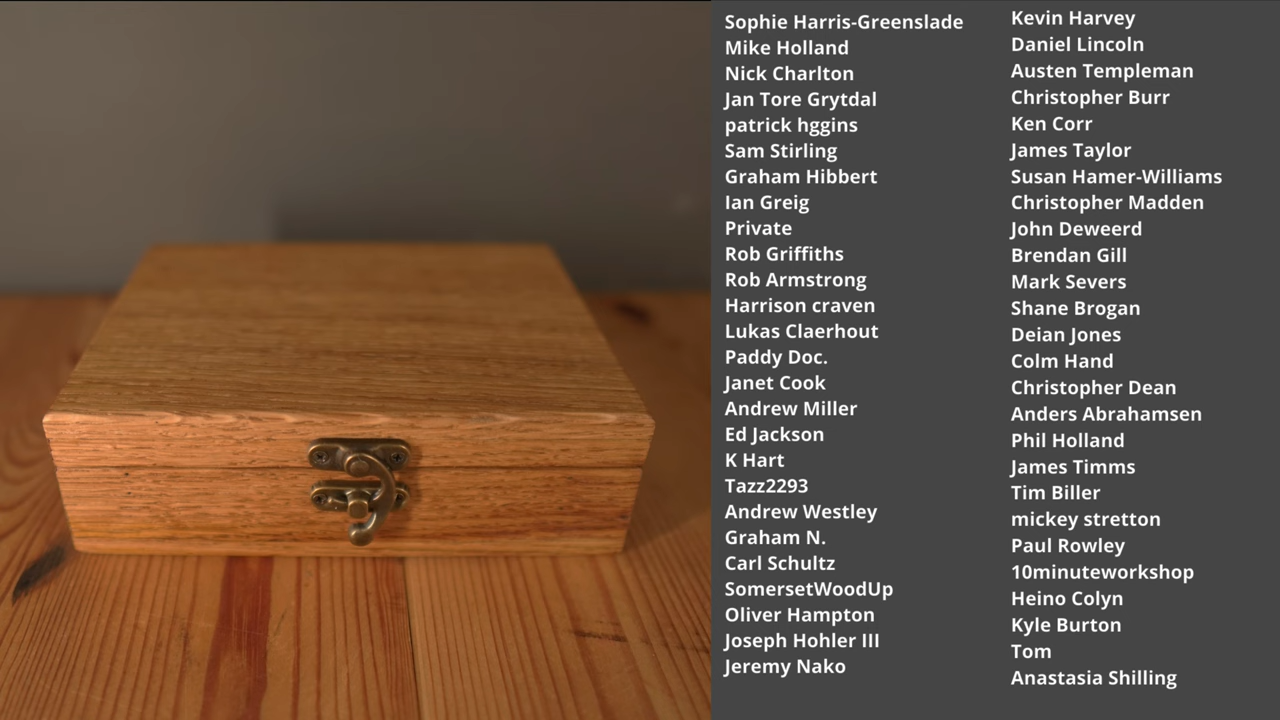 Sophie Harris-Greenslade
Mike Holland
Nick Charlton
Jan Tore Grytdal
patrick hggins
Sam Stirling
Graham Hibbert
Ian Greig
Private
Rob Griffiths
Rob Armstrong
Harrison craven
Lukas Claerhout
Paddy Doc.
Janet Cook
Andrew Miller
Ed Jackson
K Hart
Tazz2293
Andrew Westley
Graham N.
Carl Schultz
SomersetWoodUp
Oliver Hampton
Joseph Hohler III
Jeremy Nako
Kevin Harvey
Daniel Lincoln
Austen Templeman
Christopher Burr
Ken Corr
James Taylor
Susan Hamer-Williams
Christopher Madden
John Deweerd
Brendan Gill
Mark Severs
Shane Brogan
Deian Jones
Colm Hand
Christopher Dean
Anders Abrahamsen
Phil Holland
James Timms
Tim Biller
mickey stretton
Paul Rowley
10minuteworkshop
Heino Colyn
Kyle Burton
Tom
Anastasia Shilling